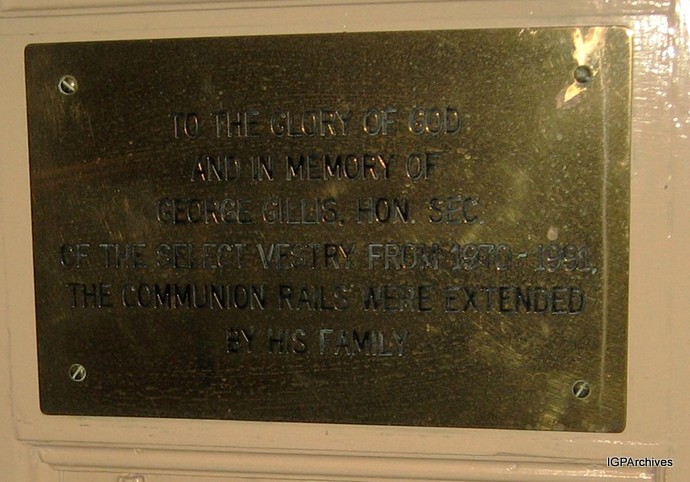 TO THE GLORY OF GOD
AND IN MEMORY OF
GEORGE GILLIS, HON. SEC
OF THE SELECT VESTRY FROM 1970-1991,
THE COMMUNION RAILS WERE EXTENDED
BY HIS FAMILY
IGPArchives